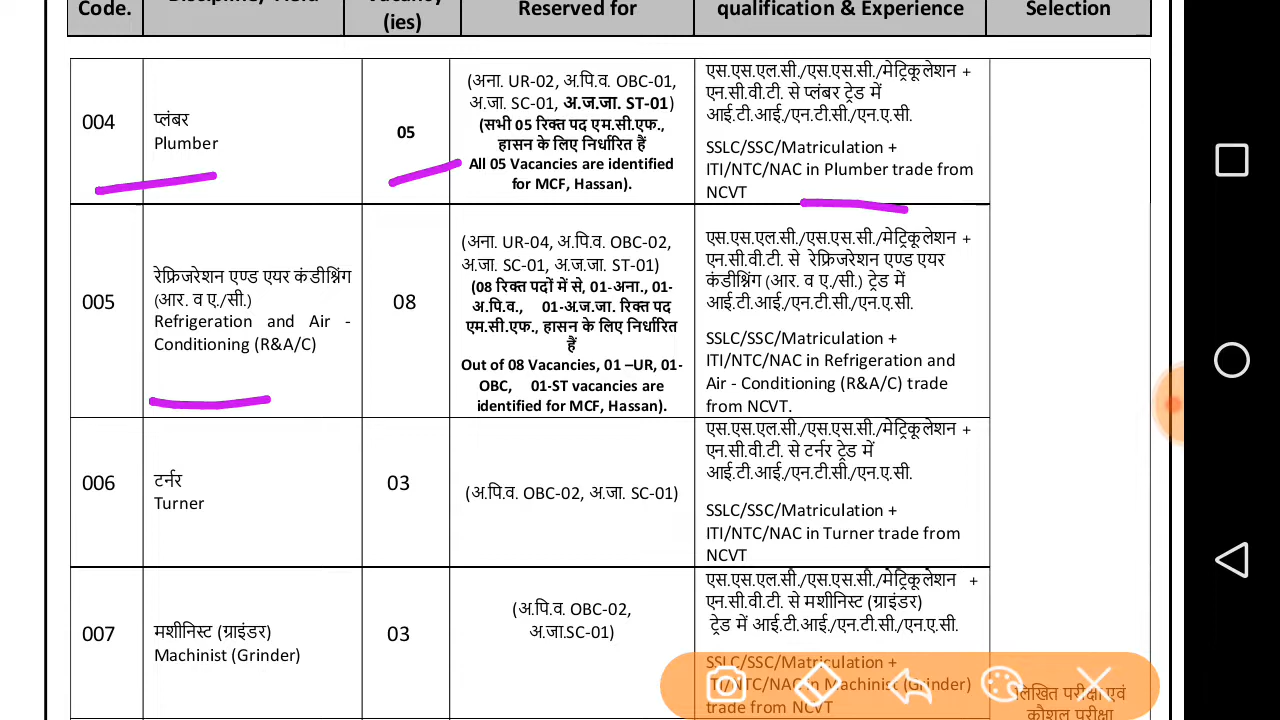 Code.
(ies)
Reserved for
qualification & Experience
Selection
004
प्लंबर
Plumber
05
(अना. UR-02, अ.पि.व. OBC-01,
अ.जा. SC-01, अ.ज.जा. ST-01)
(सभी 05 रिक्त पद एम.सी.एफ.,
हासन के लिए निर्धारित हैं
All 05 Vacancies are identified
for MCF, Hassan).
एस.एस.एल.सी./एस.एस.सी./मेट्रिकूलेशन +
एन.सी.वी.टी. से प्लंबर ट्रेड में
आई.टी.आई./एन.टी.सी./एन.ए.सी.
SSLC/SSC/Matriculation +
ITI/NTC/NAC in Plumber trade from
NCVT
005
रेफ्रिजरेशन एण्ड एयर कंडीश्निंग
(आर. व ए./सी.)
Refrigeration and Air -
Conditioning (R&A/C)
08
(अना. UR-04, अ.पि.व. OBC-02,
अ.जा. SC-01, अ.ज.जा. ST-01)
(08 रिक्त पदों में से, 01-अना., 01-
अ.पि.व., 01-अ.ज.जा. रिक्त पद
एम.सी.एफ., हासन के लिए निर्धारित
हैं
Out of 08 Vacancies, 01 –UR, 01-
OBC, 01-ST vacancies are
identified for MCF, Hassan).
एस.एस.एल.सी./एस.एस.सी./मेट्रिकूलेशन +
एन.सी.वी.टी. से रेफ्रिजरेशन एण्ड एयर
कंडीश्निंग (आर. व ए./सी.) ट्रेड में
आई.टी.आई./एन.टी.सी./एन.ए.सी.
SSLC/SSC/Matriculation +
ITI/NTC/NAC in Refrigeration and
Air - Conditioning (R&A/C) trade
from NCVT.
006
टर्नर
Turner
03
(अ.पि.व. OBC-02, अ.जा. SC-01)
एस.एस.एल.सी./एस.एस.सी./मेट्रिकूलेशन +
एन.सी.वी.टी. से टर्नर ट्रेड में
आई.टी.आई./एन.टी.सी./एन.ए.सी.
SSLC/SSC/Matriculation +
ITI/NTC/NAC in Turner trade from
NCVT
007
मशीनिस्ट (ग्राइंडर)
Machinist (Grinder)
03
(अ.पि.व. OBC-02,
अ.जा.SC-01)
एस.एस.एल.सी./एस.एस.सी./मेट्रिकूलेशन +
एन.सी.वी.टी. से मशीनिस्ट (ग्राइंडर)
ट्रेड में आई.टी.आई./एन.टी.सी./एन.ए.सी.
SSLC/SSC/Matriculation +
ITI/NTC/NAC in Machinist (Grinder)
trade from NCVT
लिखित परीक्षा एवं
कौशल परीक्षा